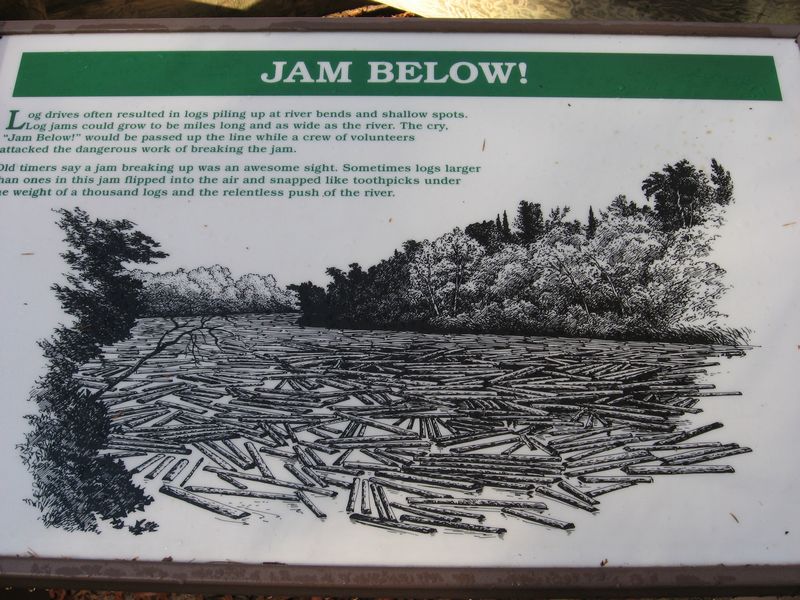 JAM BELOW!
Log drives often resulted in logs piling up at river bends and shallow spots.
Log jams could grow to be miles long and as wide as the river. The cry,
"Jam Below!" would be passed up the line while a crew of volunteers
attacked the dangerous work of breaking the jam.
Old timers say a jam breaking up was an awesome sight. Sometimes logs larger
than ones in this jam flipped into the air and snapped like toothpicks under
the weight of a thousand logs and the relentless push of the river.